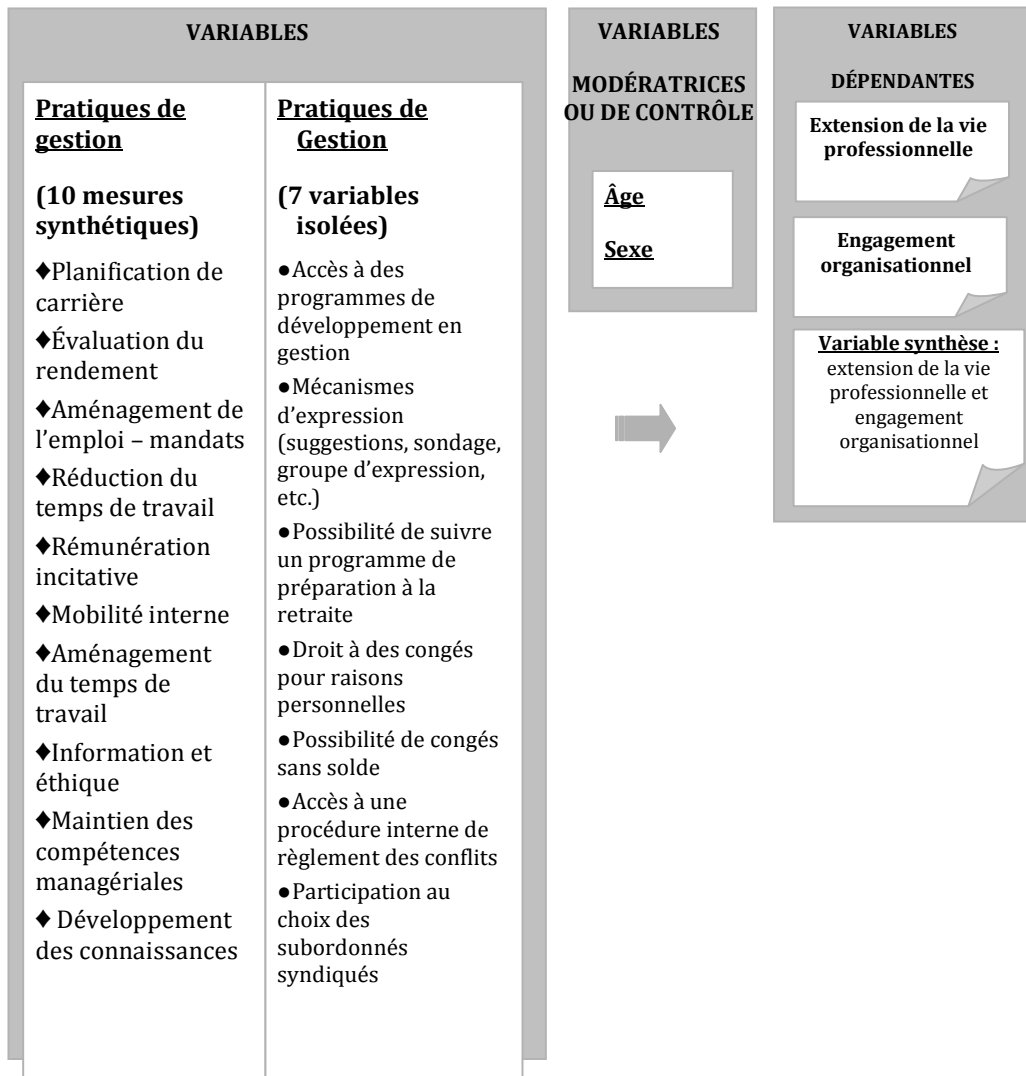 VARIABLES
Pratiques de
gestion
(10 mesures
synthétiques)
♦Planification de
carrière
♦Évaluation du
rendement
♦Aménagement de
l’emploi – mandats
♦Réduction du
temps de travail
♦Rémunération
incitative
♦Mobilité interne
♦Aménagement
du temps de
travail
♦Information et
éthique
♦Maintien des
compétences
managériales
♦ Développement
des connaissances
Pratiques de
Gestion
(7 variables
isolées)
●Accès à des
programmes de
développement en
gestion
●Mécanismes
d’expression
(suggestions, sondage,
groupe d’expression,
etc.)
●Possibilité de suivre
un programme de
préparation à la
retraite
●Droit à des congés
pour raisons
personnelles
●Possibilité de congés
sans solde
●Accès à une
procédure interne de
règlement des conflits
●Participation au
choix des
subordonnés
syndiqués
VARIABLES
MODÉRATRICES
OU DE CONTRÔLE
Âge
Sexe
VARIABLES
DÉPENDANTES
Extension de la vie
professionnelle
Engagement
organisationnel
Variable synthèse :
extension de la vie
professionnelle et
engagement
organisationnel